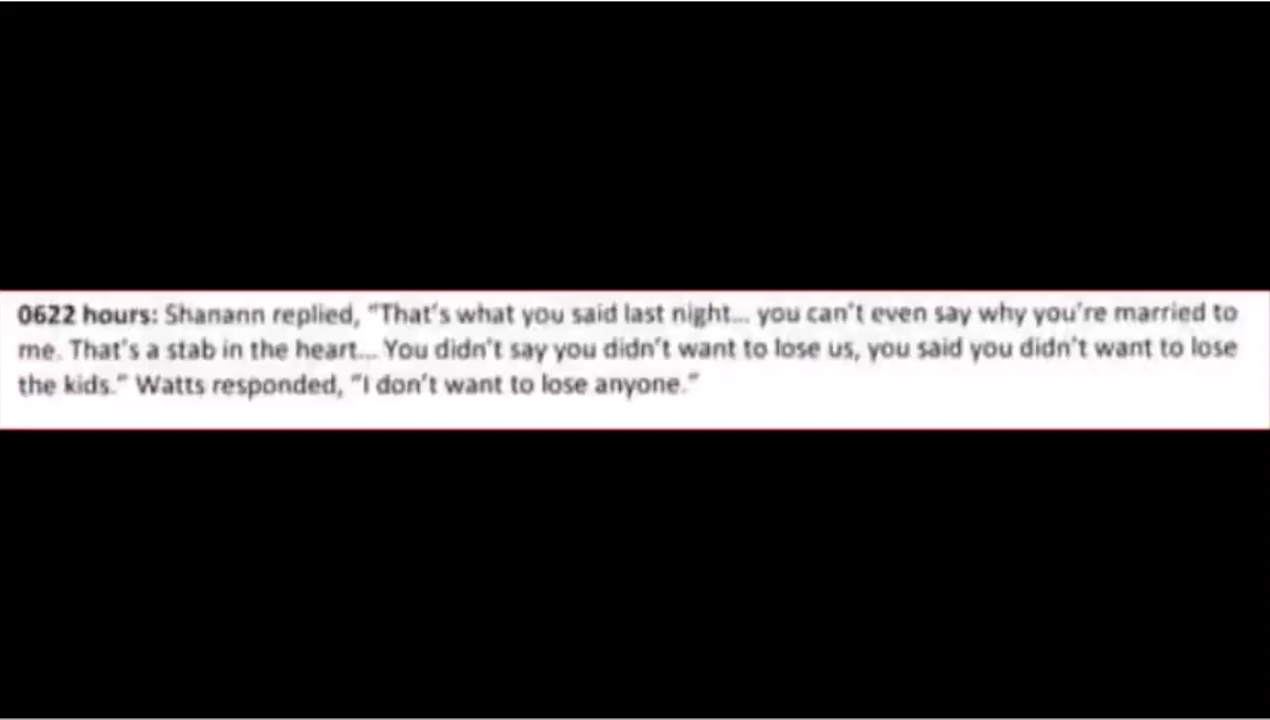 0622 hours: Shanann replied, “That’s what you said last night... you can’t even say why you’re married to
me. That’s a stab in the heart... You didn’t say you didn’t want to lose us, you said you didn’t want to lose
the kids.” Watts responded, “I don’t want to lose anyone.”